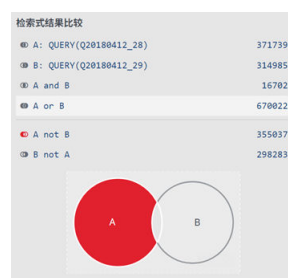 检索式结果比较
A: QUERY(Q20180412_28) 371739
B: QUERY(Q20180412_29) 314985
A and B 16702
A or B 670022
A not B 355037
B not A 298283
A B